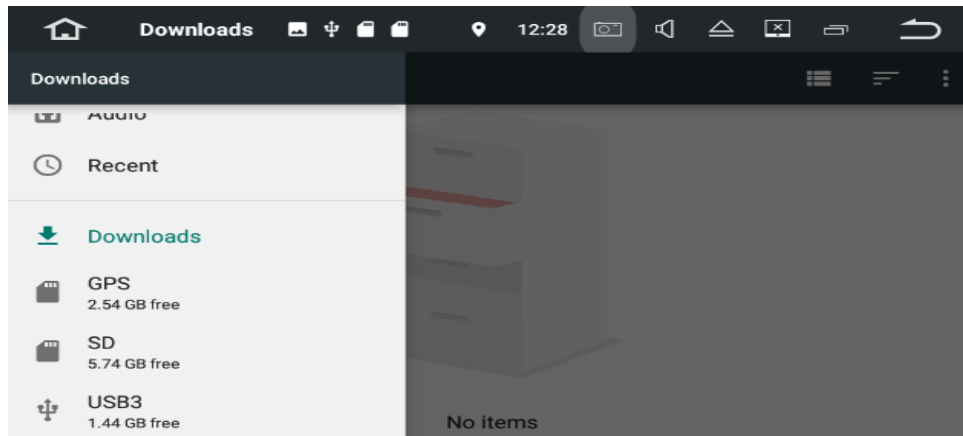 Downloads 12:28
Downloads
Audio
Recent
Downloads
GPS
2.54 GB free
SD
5.74 GB free
USB3
1.44 GB free
No items